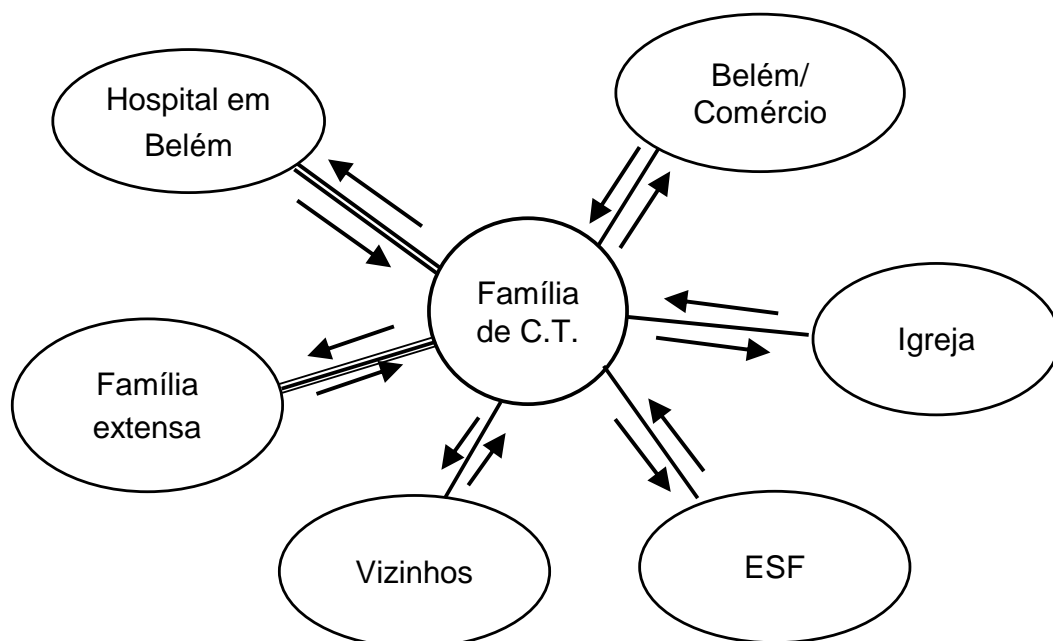 Hospital em
Belém
Belém/
Comércio
Família
de C.T.
Igreja
Família
extensa
Vizinhos
ESF